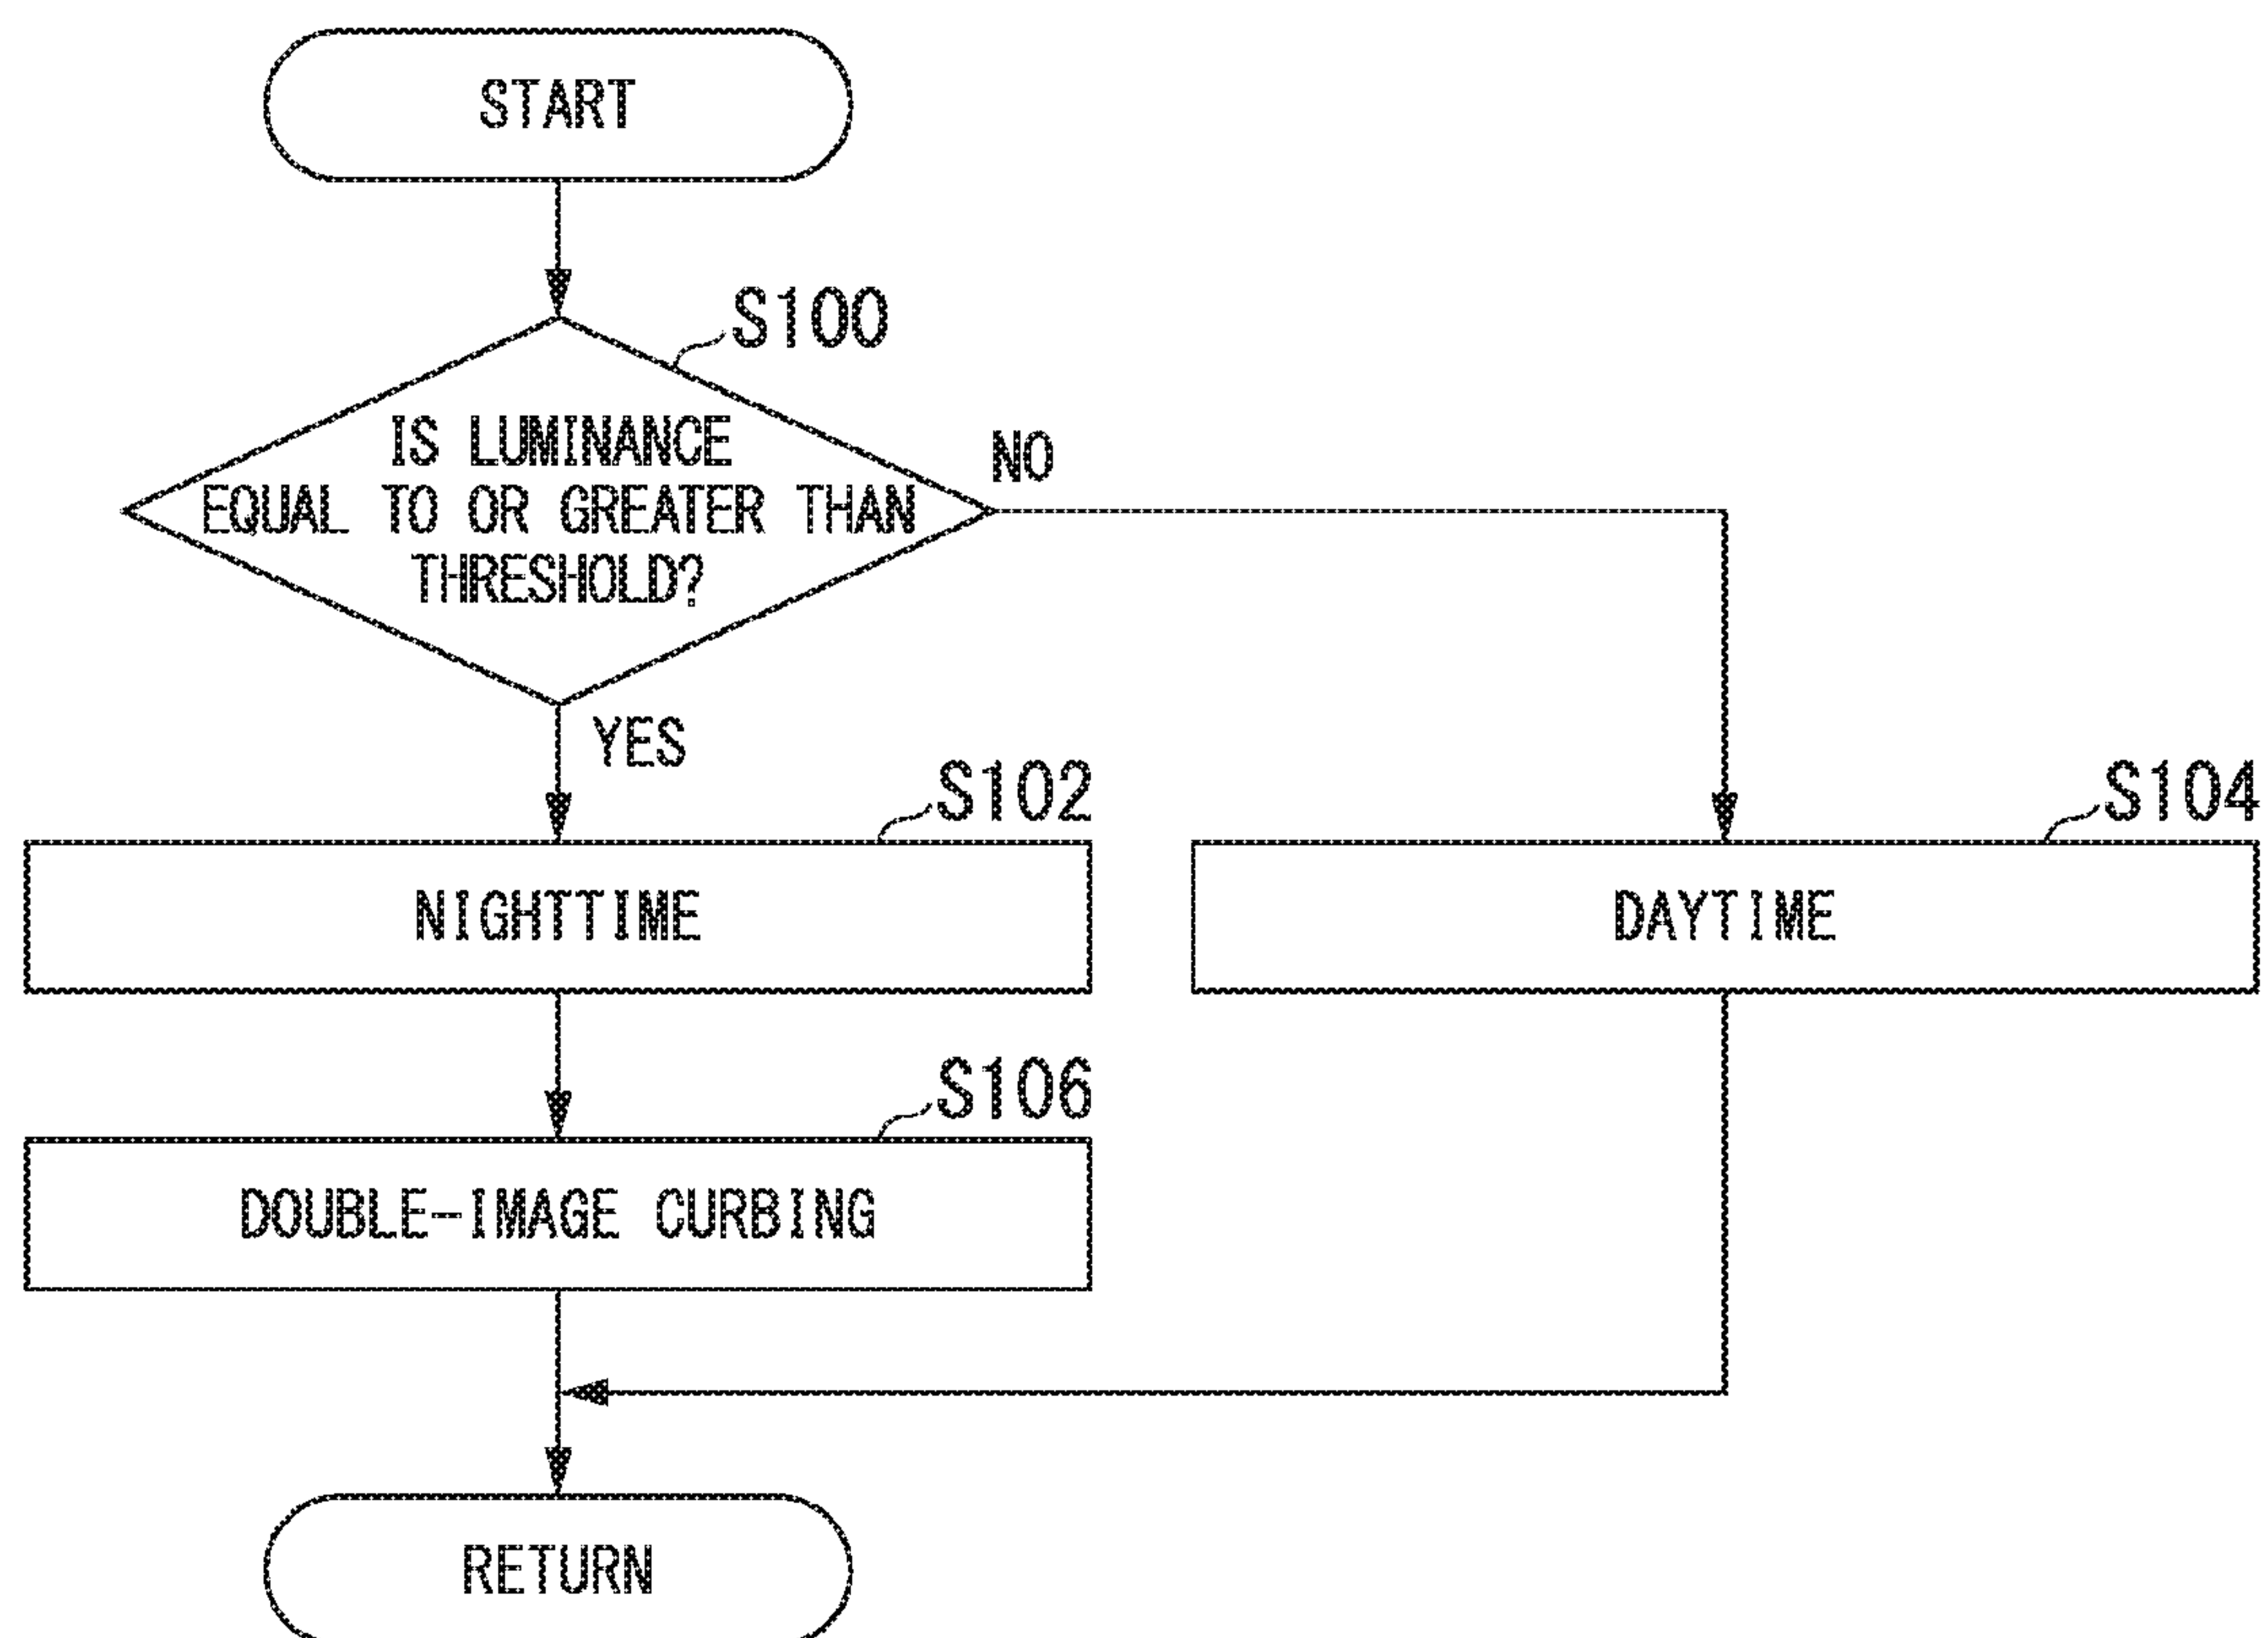 START
S100
IS LUMINANCE
EQUAL TO OR GREATER THAN
THRESHOLD?
NO
YES
S102
S104
NIGHTTIME
DAYTIME
S106
DOUBLE-IMAGE CURBING
RETURN